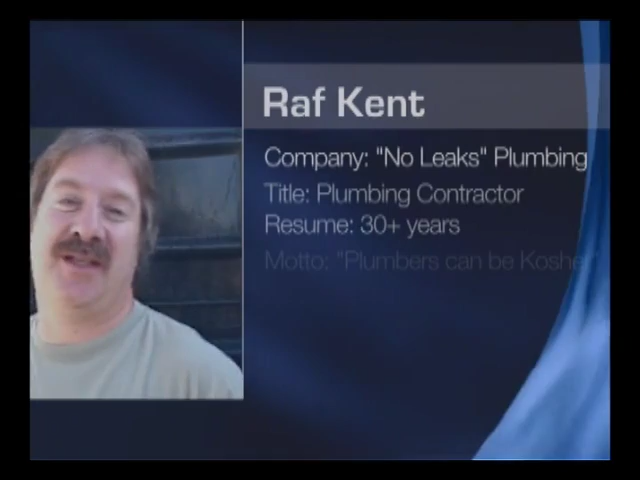 Raf Kent
Company: "No Leaks" Plumbing
Title: Plumbing Contractor
Resume: 30+ years
Motto: "Plumbers can be Kosher"